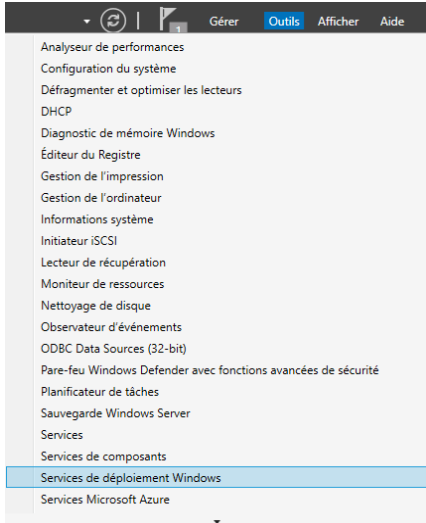 1 Gérer Outils Afficher Aide
Analyseur de performances
Configuration du système
Défragmenter et optimiser les lecteurs
DHCP
Diagnostic de mémoire Windows
Éditeur du Registre
Gestion de l'impression
Gestion de l'ordinateur
Informations système
Initiateur iSCSI
Lecteur de récupération
Moniteur de ressources
Nettoyage de disque
Observateur d'événements
ODBC Data Sources (32-bit)
Pare-feu Windows Defender avec fonctions avancées de sécurité
Planificateur de tâches
Sauvegarde Windows Server
Services
Services de composants
Services de déploiement Windows
Services Microsoft Azure